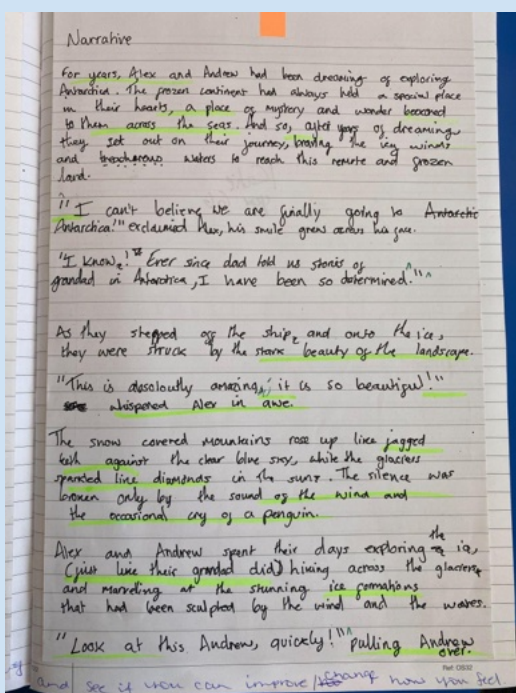 Narrative
For years, Alex and Andrew had been dreaming of exploring
Antarctica. The frozen continent had always held a special place
in their hearts, a place of mystery and wonder beconed
to them across the seas. And so, after years of dreaming
they set out on their journey, braving the icy winds
and treacherous waters to reach this remote and frozen
land.
"I can't believe we are finally going to Antarctic
Antarctica!" exclaimed Alex, his smile grew across his face.
"I know! Ever since dad told us stories of
grandad in Antarctica, I have been so determined."
As they stepped off the ship, and onto the ice,
they were struck by the stark beauty of the landscape.
"This is absoloutly amazing, it is so beautiful!"
whispered Alex in awe.
The snow covered mountains rose up like jagged
teeth against the clear blue sky, while the glaciers
sparkled like diamonds in the sun. The silence was
broken only by the sound of the wind and
the occasional cry of a penguin.
Alex and Andrew spent their days exploring the ice,
(just like their grandad did) hiking across the glaciers
and marveling at the stunning ice formations
that had been sculpted by the wind and the waves.
"Look at this Andrew, quickly!" pulling Andrew
over.
Ref: OS32
and see if you can improve / change how you feel